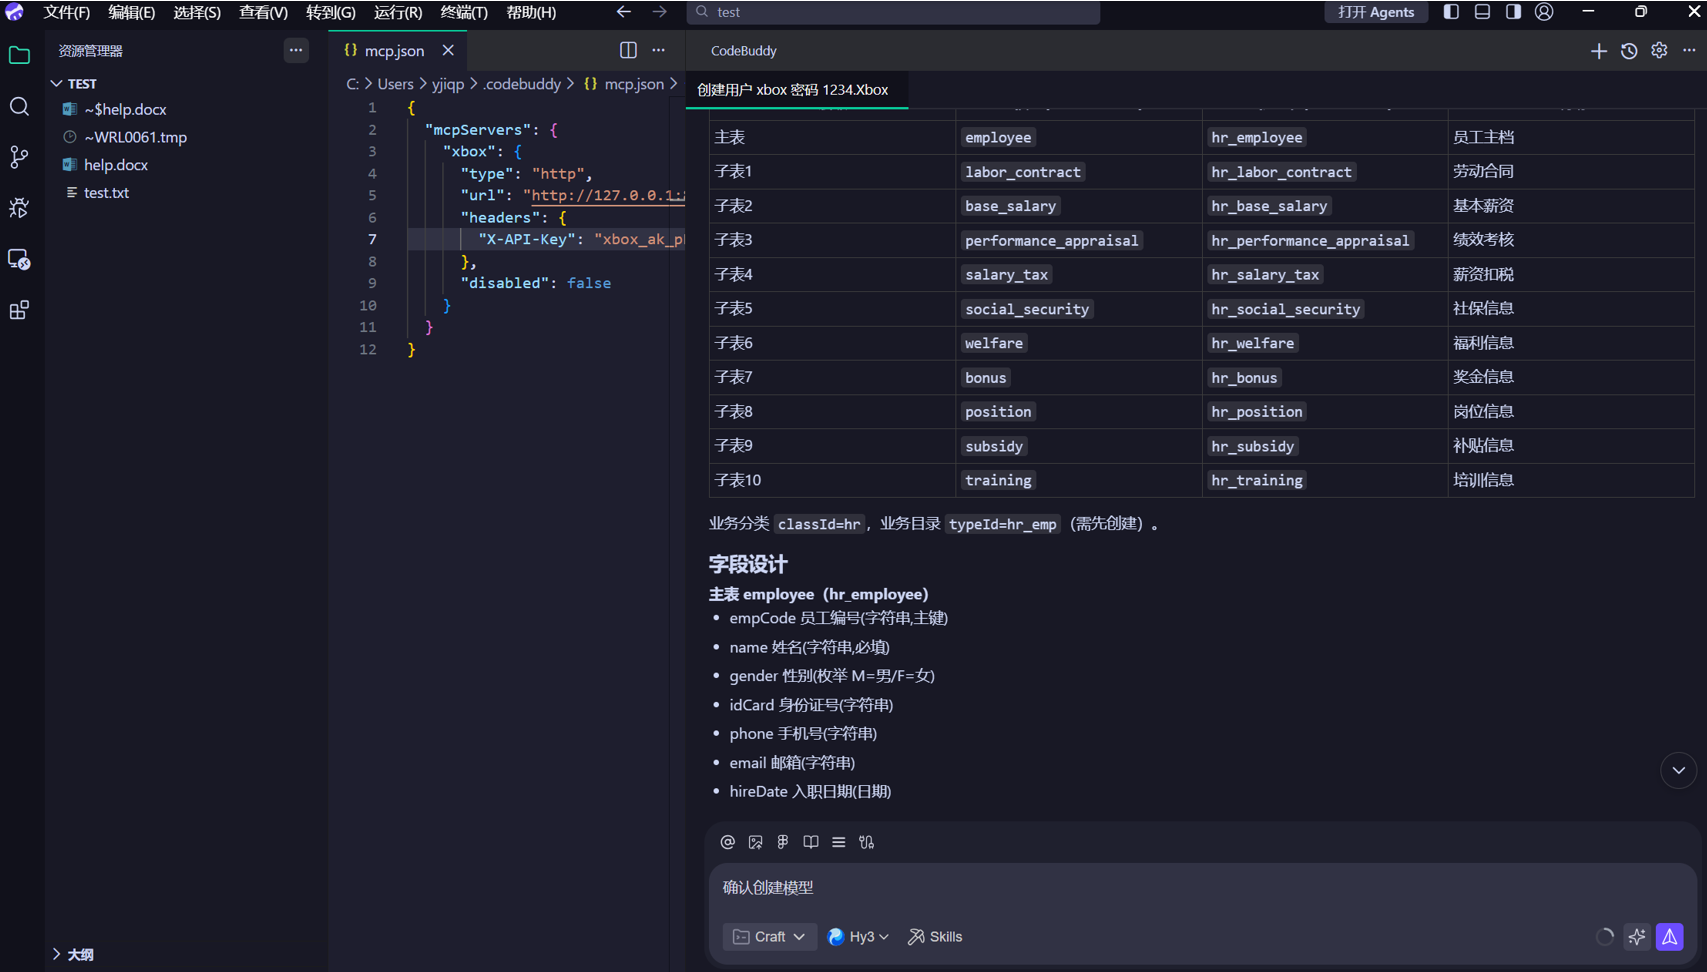 文件(F) 编辑(E) 选择(S) 查看(V) 转到(G) 运行(R) 终端(T) 帮助(H)
test
打开 Agents
资源管理器
TEST
~$help.docx
~WRL0061.tmp
help.docx
test.txt
大纲
{} mcp.json
C: > Users > yjiqp > .codebuddy > {} mcp.json >
1 {
2 "mcpServers": {
3 "xbox": {
4 "type": "http",
5 "url": "http://127.0.0.1:
6 "headers": {
7 "X-API-Key": "xbox_ak_p
8 },
9 "disabled": false
10 }
11 }
12 }
CodeBuddy
创建用户 xbox 密码 1234.Xbox
主表 employee hr_employee 员工主档
子表1 labor_contract hr_labor_contract 劳动合同
子表2 base_salary hr_base_salary 基本薪资
子表3 performance_appraisal hr_performance_appraisal 绩效考核
子表4 salary_tax hr_salary_tax 薪资扣税
子表5 social_security hr_social_security 社保信息
子表6 welfare hr_welfare 福利信息
子表7 bonus hr_bonus 奖金信息
子表8 position hr_position 岗位信息
子表9 subsidy hr_subsidy 补贴信息
子表10 training hr_training 培训信息
业务分类 classId=hr，业务目录 typeId=hr_emp （需先创建）。
字段设计
主表 employee（hr_employee）
• empCode 员工编号(字符串,主键)
• name 姓名(字符串,必填)
• gender 性别(枚举 M=男/F=女)
• idCard 身份证号(字符串)
• phone 手机号(字符串)
• email 邮箱(字符串)
• hireDate 入职日期(日期)
确认创建模型
Craft Hy3 Skills